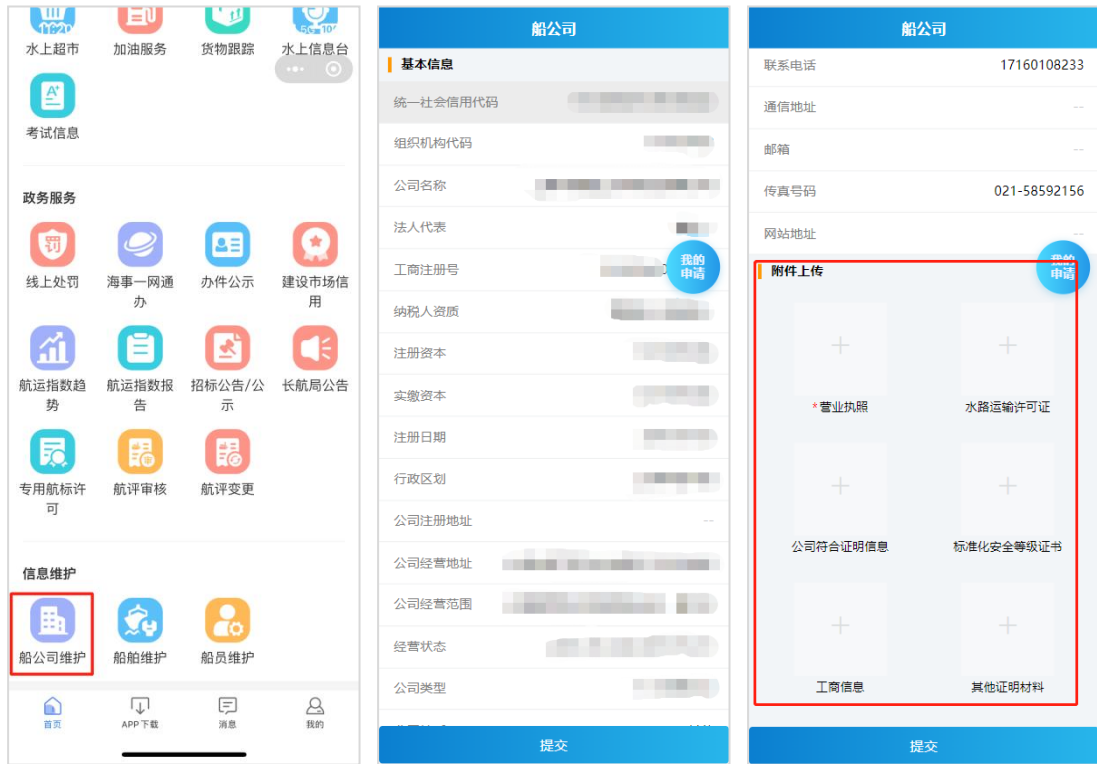 水上超市
加油服务
货物跟踪
水上信息台
考试信息
政务服务
线上处罚
海事一网通
办
办件公示
建设市场信
用
航运指数趋
势
航运指数报
告
招标公告/公
示
长航局公告
专用航标许
可
航评审核
航评变更
信息维护
船公司维护
船舶维护
船员维护
首页
APP下载
消息
我的
船公司
基本信息
统一社会信用代码
组织机构代码
公司名称
法人代表
工商注册号
我的
申请
纳税人资质
注册资本
实缴资本
注册日期
行政区划
公司注册地址 --
公司经营地址
公司经营范围
经营状态
公司类型
提交
船公司
联系电话 17160108233
通信地址 --
邮箱 --
传真号码 021-58592156
网站地址 --
我的
申请
附件上传
*营业执照
水路运输许可证
公司符合证明信息
标准化安全等级证书
工商信息
其他证明材料
提交